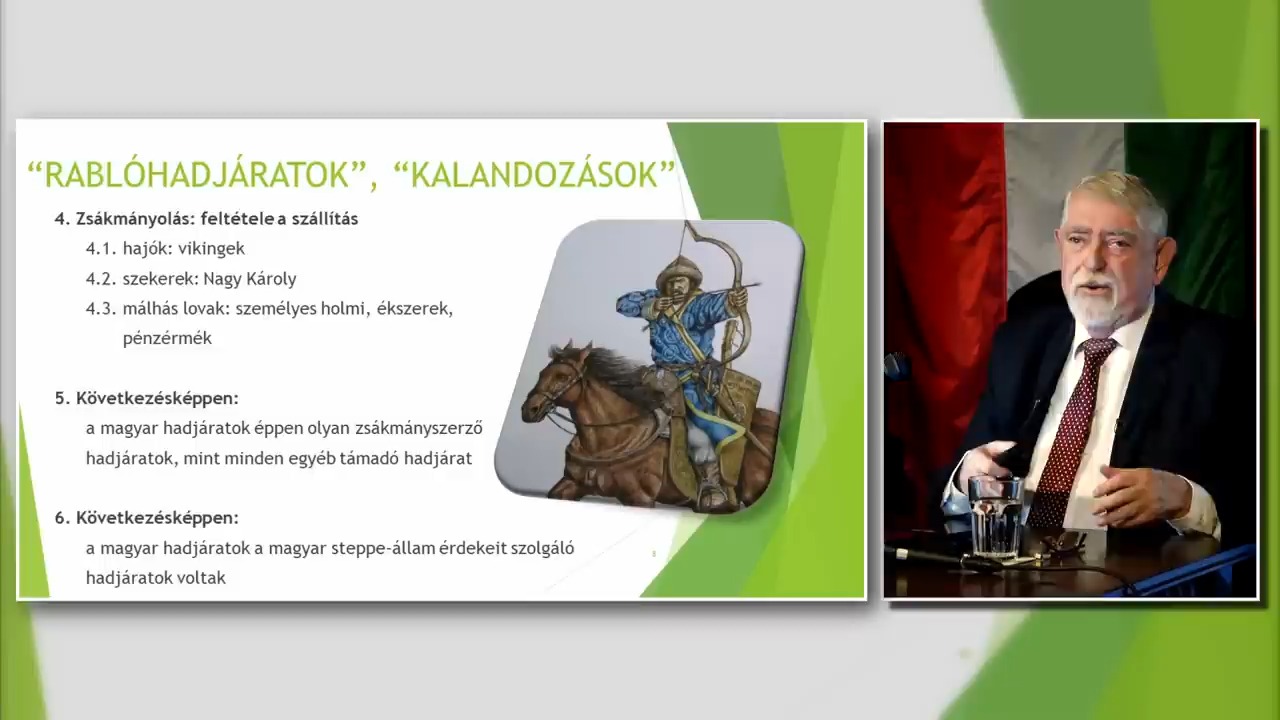 “RABLÓHADJÁRATOK”, “KALANDOZÁSOK”
4. Zsákmányolás: feltétele a szállítás
4.1. hajók: vikingek
4.2. szekerek: Nagy Károly
4.3. málhás lovak: személyes holmi, ékszerek,
pénzérmék
5. Következésképpen:
a magyar hadjáratok éppen olyan zsákmányszerző
hadjáratok, mint minden egyéb támadó hadjárat
6. Következésképpen:
a magyar hadjáratok a magyar steppe-állam érdekeit szolgáló
hadjáratok voltak